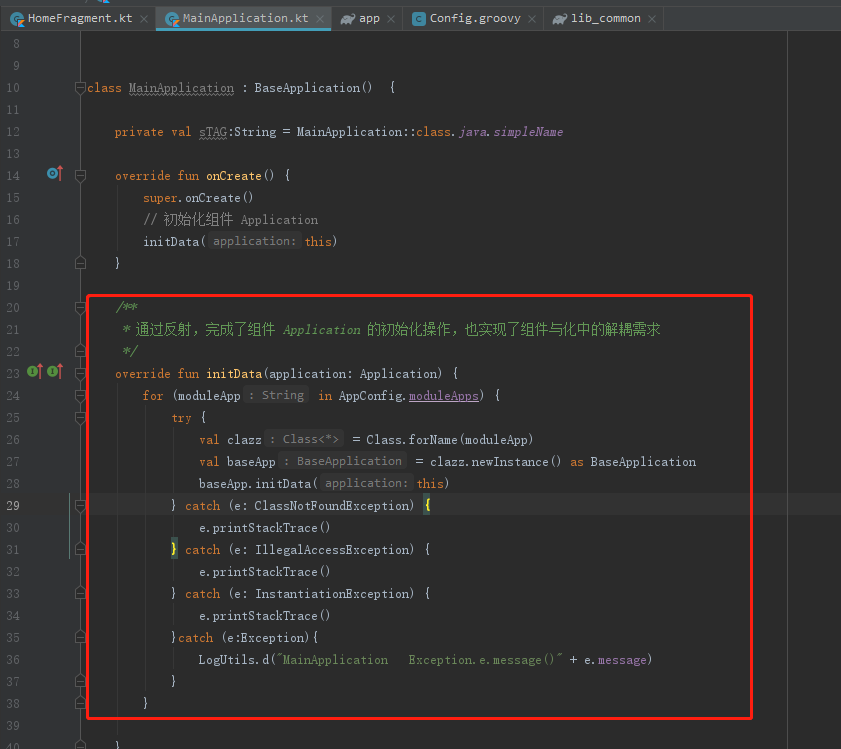 HomeFragment.kt MainApplication.kt app Config.groovy lib_common
8
9
10 class MainApplication : BaseApplication() {
11
12 private val sTAG:String = MainApplication::class.java.simpleName
13
14 override fun onCreate() {
15 super.onCreate()
16 // 初始化组件 Application
17 initData( application: this)
18 }
19
20 /**
21 * 通过反射，完成了组件 Application 的初始化操作，也实现了组件与化中的解耦需求
22 */
23 override fun initData(application: Application) {
24 for (moduleApp : String in AppConfig.moduleApps) {
25 try {
26 val clazz : Class<*> = Class.forName(moduleApp)
27 val baseApp : BaseApplication = clazz.newInstance() as BaseApplication
28 baseApp.initData( application: this)
29 } catch (e: ClassNotFoundException) {
30 e.printStackTrace()
31 } catch (e: IllegalAccessException) {
32 e.printStackTrace()
33 } catch (e: InstantiationException) {
34 e.printStackTrace()
35 }catch (e:Exception){
36 LogUtils.d("MainApplication Exception.e.message()" + e.message)
37 }
38 }
39
40 }